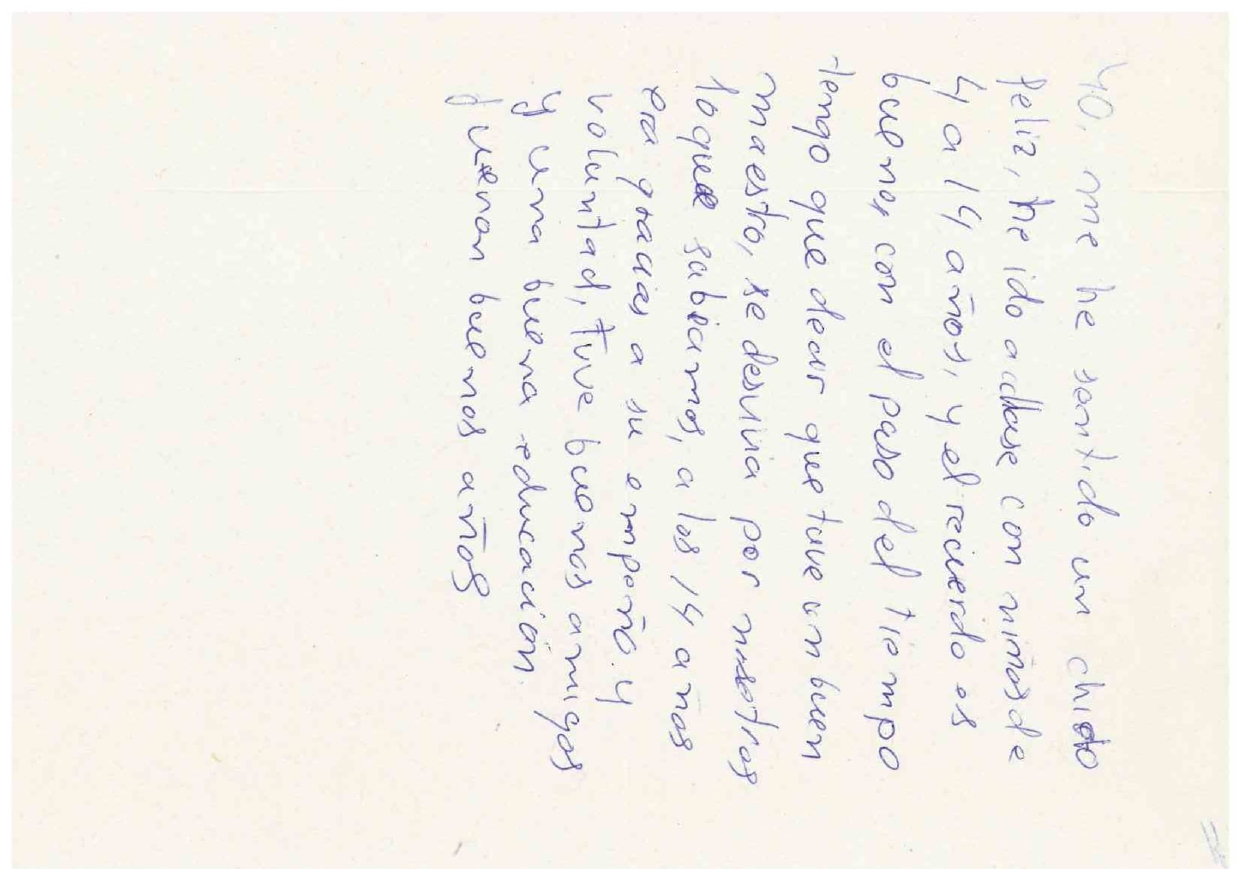 40. me he sentido un chico
feliz, he ido a clase con niños de
4 a 14 años, y el recuerdo es
bueno, con el paso del tiempo
tengo que decir que tuve un buen
maestro, se desvivia por nosotros
lo que sabiamos, a los 14 años
era gracias a su empeño y
voluntad, tuve buenos amigos
y una buena educación.
fueron buenos años